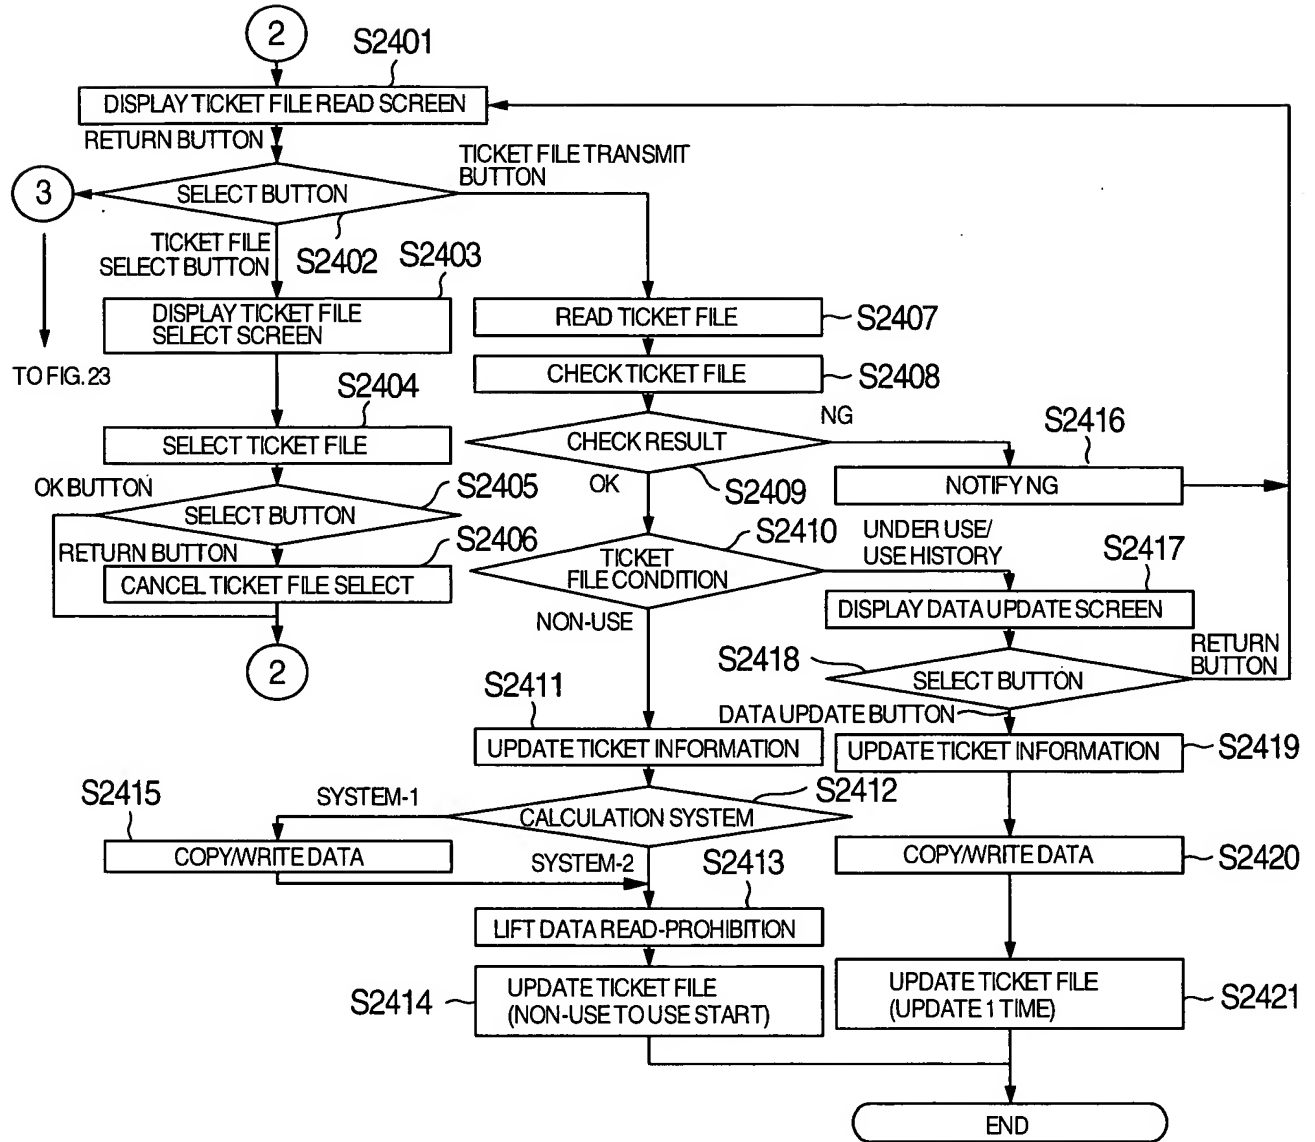 2
S2401
DISPLAY TICKET FILE READ SCREEN
RETURN BUTTON
TICKET FILE TRANSMIT
BUTTON
3
SELECT BUTTON
S2402
TICKET FILE
SELECT BUTTON
S2403
DISPLAY TICKET FILE
SELECT SCREEN
READ TICKET FILE
S2407
TO FIG. 23
CHECK TICKET FILE
S2408
S2404
SELECT TICKET FILE
CHECK RESULT
NG
S2416
OK
S2409
NOTIFY NG
OK BUTTON
SELECT BUTTON
S2405
RETURN BUTTON
S2406
CANCEL TICKET FILE SELECT
2
S2410
TICKET
FILE CONDITION
UNDER USE/
USE HISTORY
S2417
NON-USE
DISPLAY DATA UPDATE SCREEN
S2418
SELECT BUTTON
RETURN
BUTTON
S2411
DATA UPDATE BUTTON
UPDATE TICKET INFORMATION
UPDATE TICKET INFORMATION
S2419
S2415
SYSTEM-1
S2412
CALCULATION SYSTEM
COPY/WRITE DATA
SYSTEM-2
S2413
COPY/WRITE DATA
S2420
LIFT DATA READ-PROHIBITION
S2414
UPDATE TICKET FILE
(NON-USE TO USE START)
UPDATE TICKET FILE
(UPDATE 1 TIME)
S2421
END